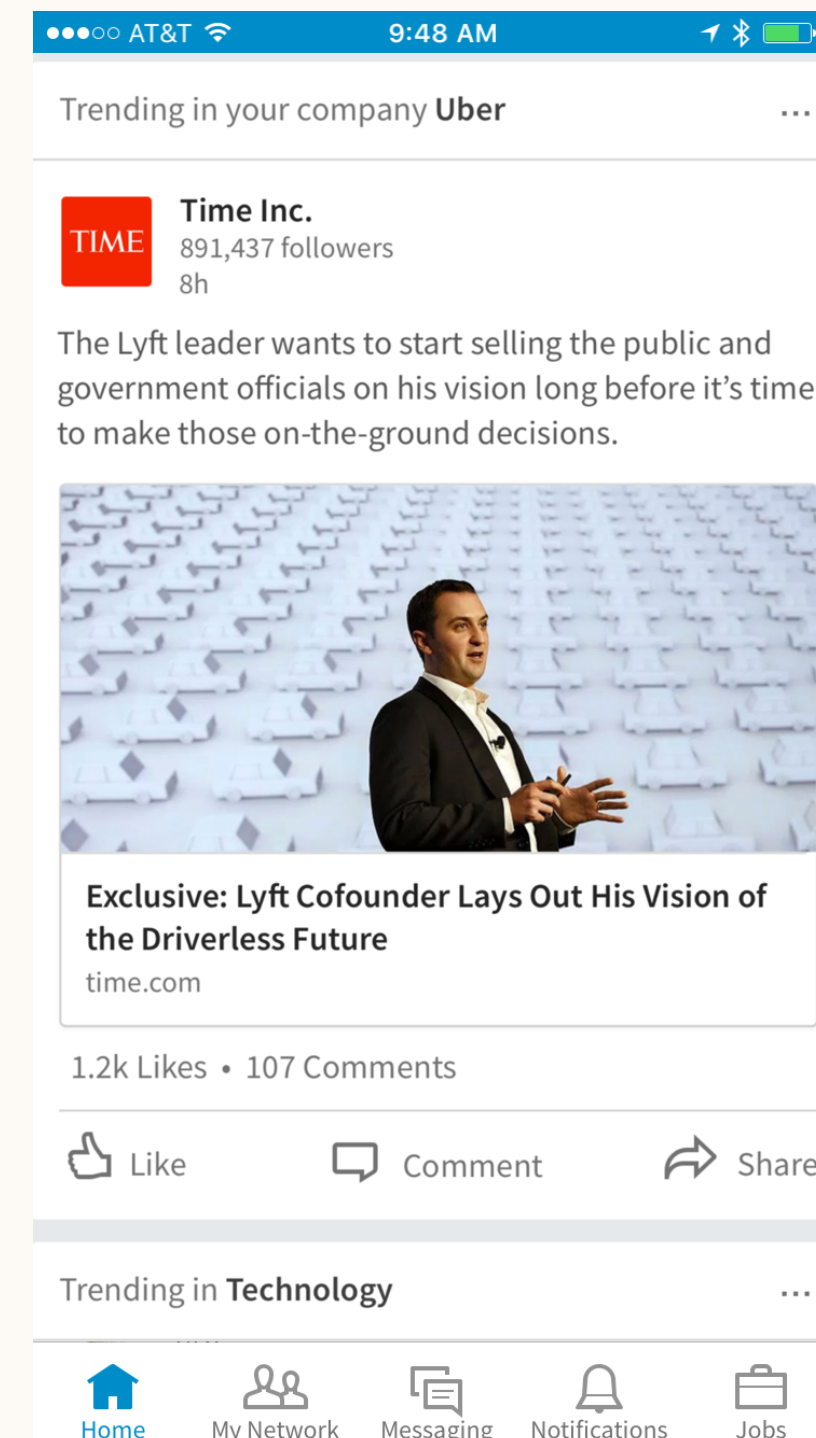 ●●●○○ AT&T 9:48 AM
Trending in your company Uber ...
TIME
Time Inc.
891,437 followers
8h
The Lyft leader wants to start selling the public and
government officials on his vision long before it’s time
to make those on-the-ground decisions.
Exclusive: Lyft Cofounder Lays Out His Vision of
the Driverless Future
time.com
1.2k Likes • 107 Comments
Like Comment Share
Trending in Technology ...
Home My Network Messaging Notifications Jobs